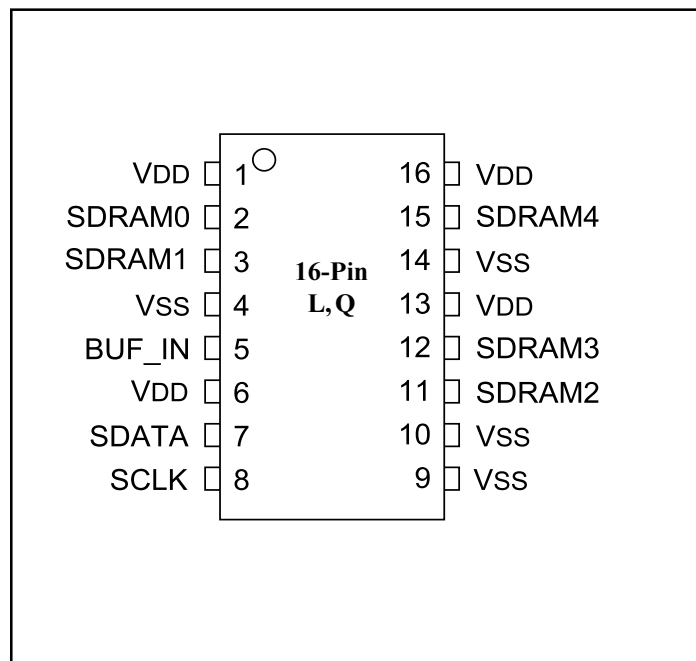 VDD 1 16 VDD
SDRAM0 2 15 SDRAM4
SDRAM1 3 14 VSS
16-Pin
L, Q
VSS 4 13 VDD
BUF_IN 5 12 SDRAM3
VDD 6 11 SDRAM2
SDATA 7 10 VSS
SCLK 8 9 VSS